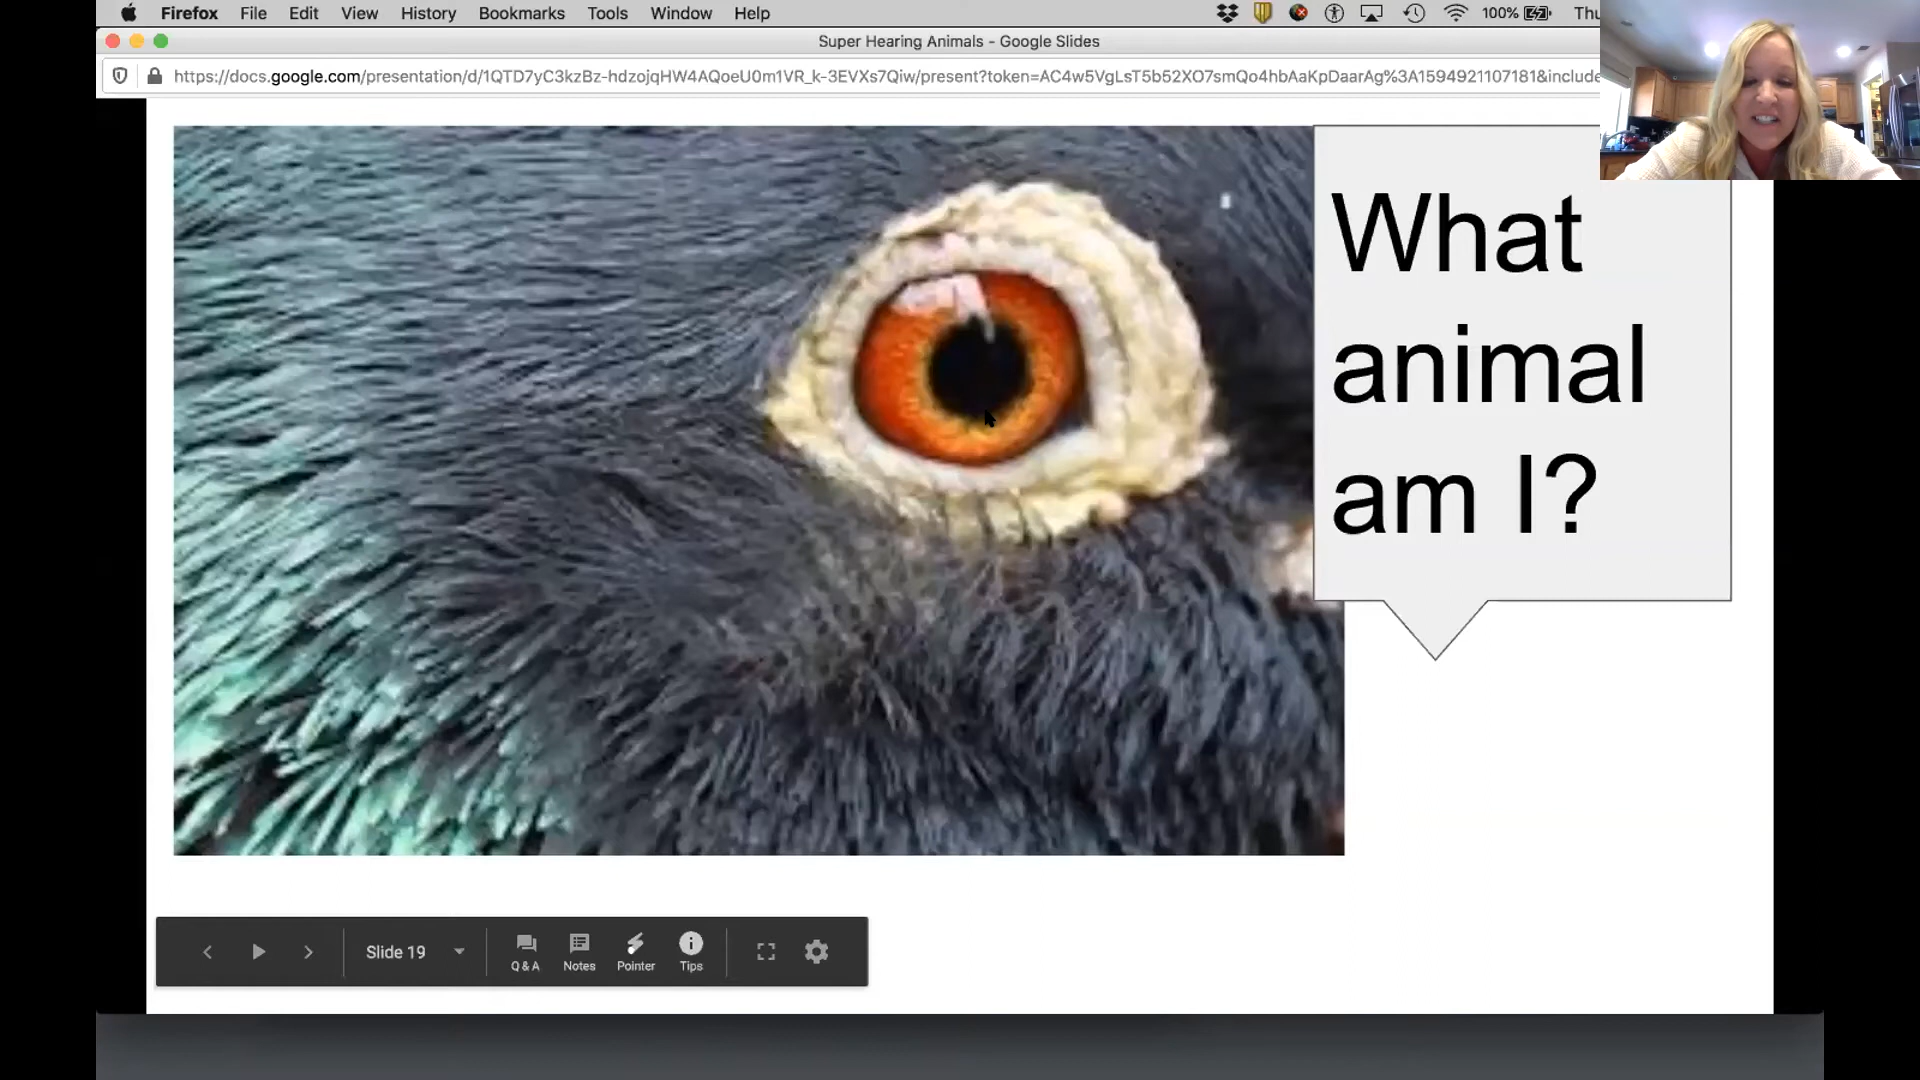 Firefox File Edit View History Bookmarks Tools Window Help 100% Thu
Super Hearing Animals - Google Slides
https://docs.google.com/presentation/d/1QTD7yC3kzBz-hdzojqHW4AQoeU0m1VR_k-3EVXs7Qiw/present?token=AC4w5VgLsT5b52XO7smQo4hbAaKpDaarAg%3A1594921107181&include
What
animal
am I?
Slide 19 Q & A Notes Pointer Tips